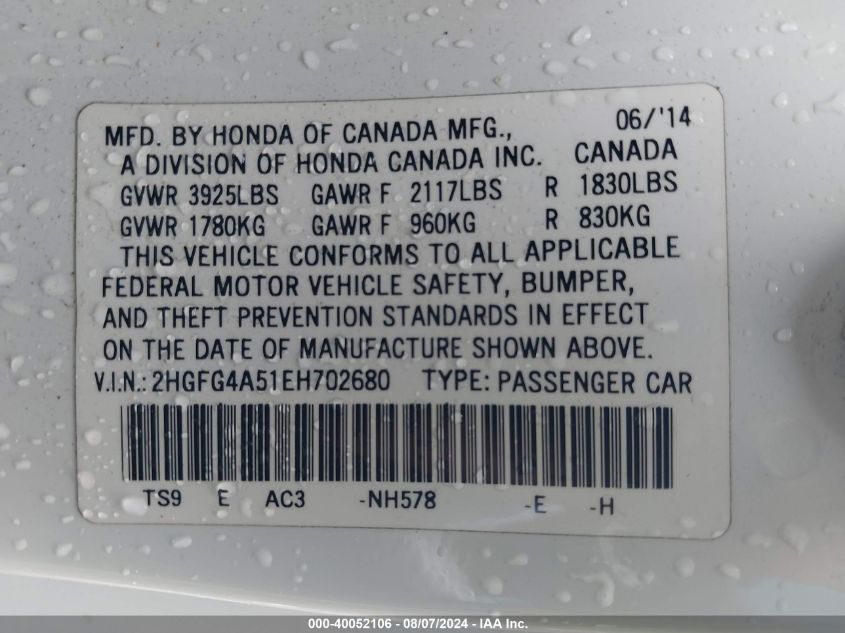 MFD. BY HONDA OF CANADA MFG., 06/'14
A DIVISION OF HONDA CANADA INC. CANADA
GVWR 3925LBS GAWR F 2117LBS R 1830LBS
GVWR 1780KG GAWR F 960KG R 830KG
THIS VEHICLE CONFORMS TO ALL APPLICABLE
FEDERAL MOTOR VEHICLE SAFETY, BUMPER,
AND THEFT PREVENTION STANDARDS IN EFFECT
ON THE DATE OF MANUFACTURE SHOWN ABOVE.
V.I.N.: 2HGFG4A51EH702680 TYPE: PASSENGER CAR
TS9 E AC3 -NH578 -E -H
000-40052106 - 08/07/2024 - IAA Inc.